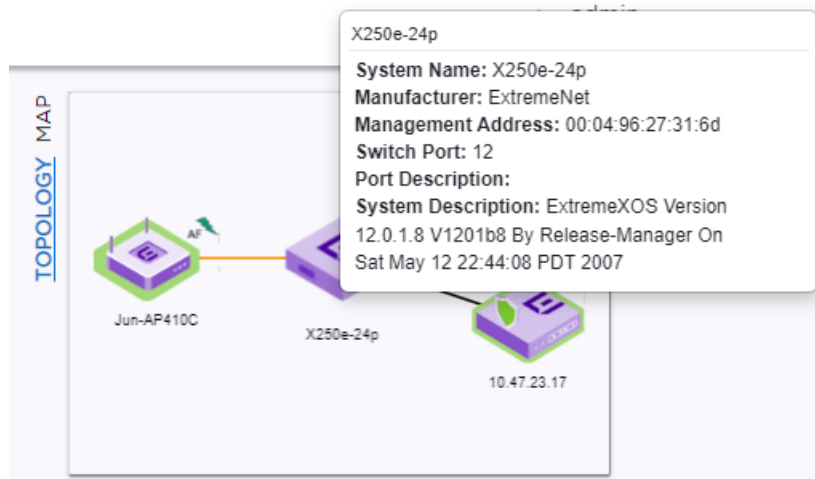 X250e-24p
System Name: X250e-24p
Manufacturer: ExtremeNet
Management Address: 00:04:96:27:31:6d
Switch Port: 12
Port Description:
System Description: ExtremeXOS Version
12.0.1.8 V1201b8 By Release-Manager On
Sat May 12 22:44:08 PDT 2007
TOPOLOGY MAP
AF
Jun-AP410C
X250e-24p
10.47.23.17